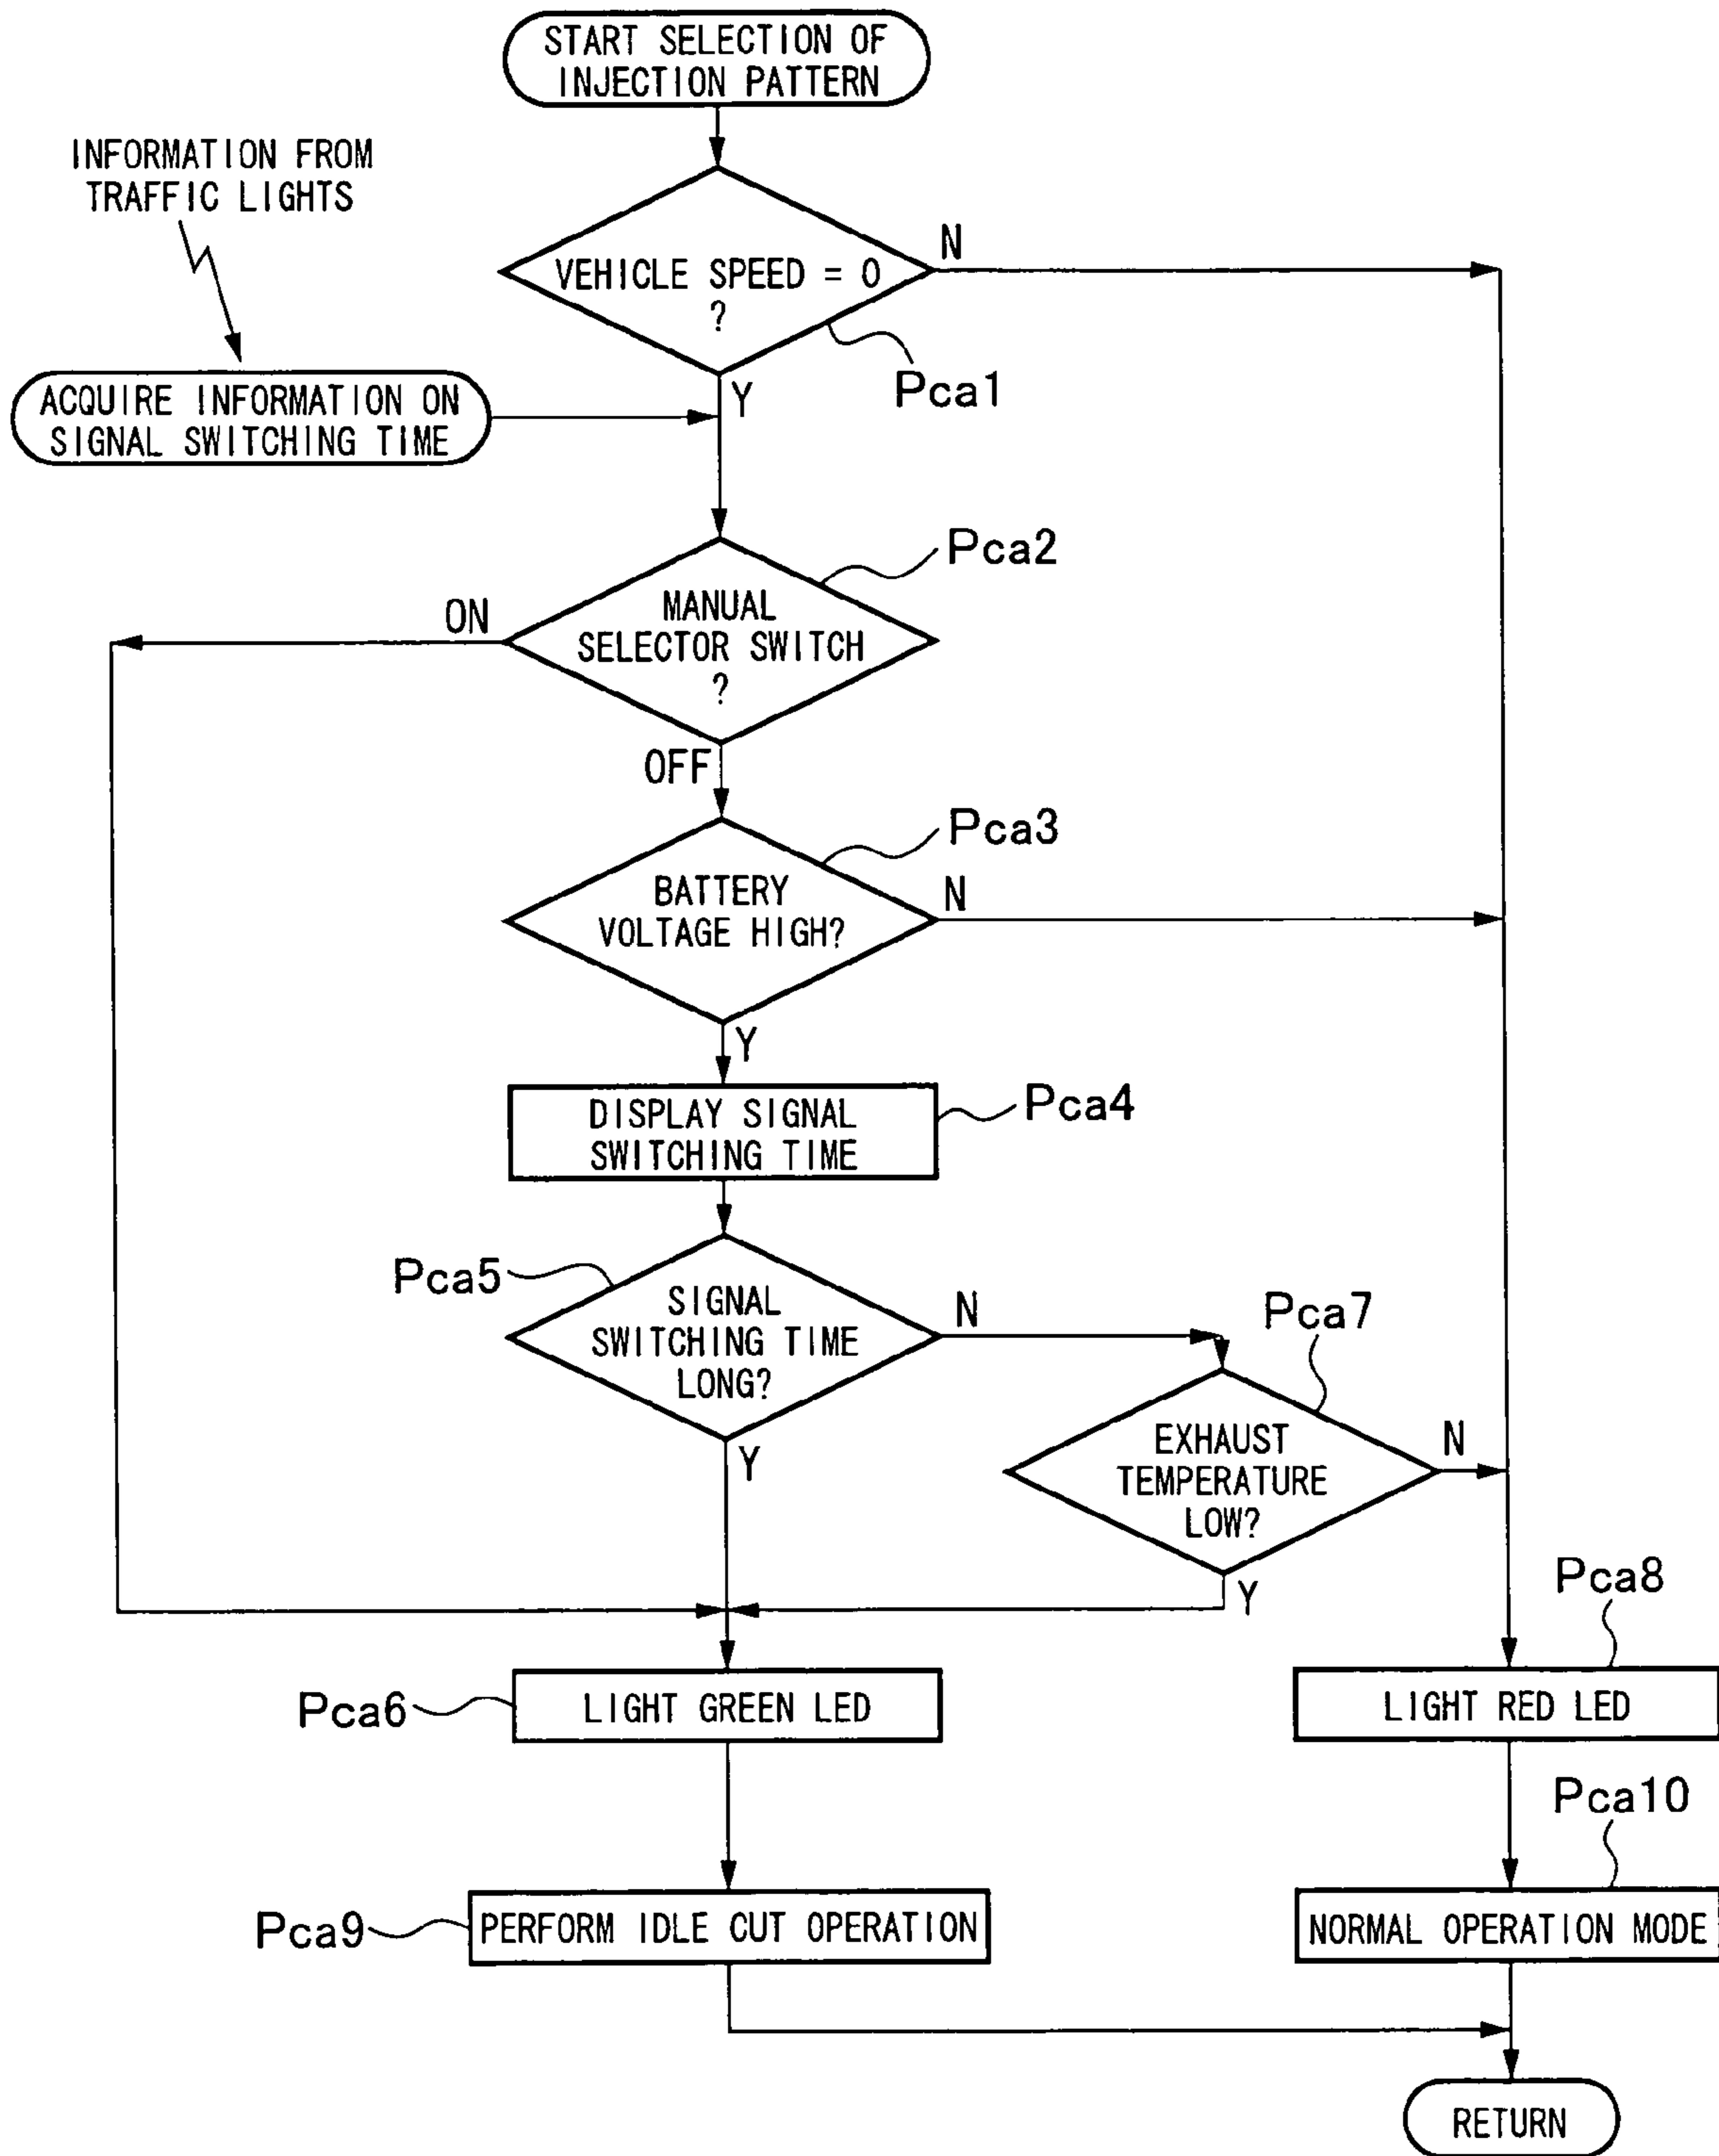 START SELECTION OF
INJECTION PATTERN
INFORMATION FROM
TRAFFIC LIGHTS
N
VEHICLE SPEED = 0
?
Pca1
Y
ACQUIRE INFORMATION ON
SIGNAL SWITCHING TIME
Pca2
ON
MANUAL
SELECTOR SWITCH
?
OFF
Pca3
BATTERY
VOLTAGE HIGH?
N
Y
DISPLAY SIGNAL
SWITCHING TIME
Pca4
Pca5
SIGNAL
SWITCHING TIME
LONG?
N
Y
Pca7
EXHAUST
TEMPERATURE
LOW?
N
Y
Pca8
Pca6
LIGHT GREEN LED
LIGHT RED LED
Pca10
Pca9
PERFORM IDLE CUT OPERATION
NORMAL OPERATION MODE
RETURN